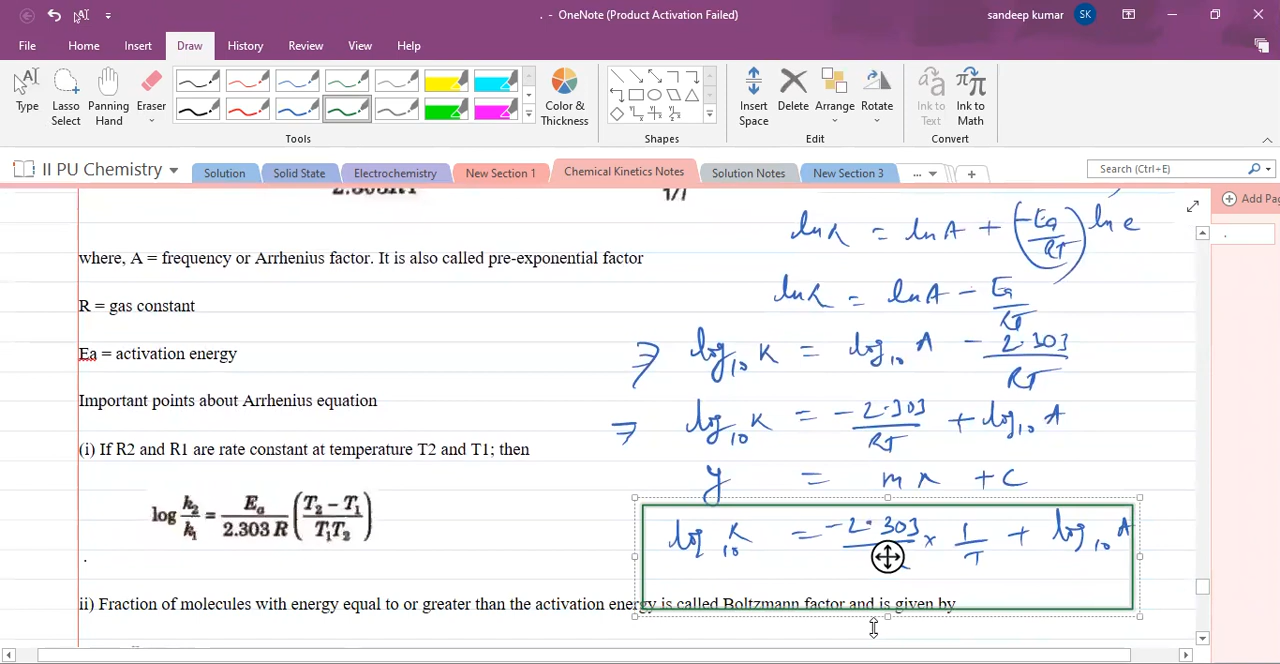 . - OneNote (Product Activation Failed)
sandeep kumar SK
File Home Insert Draw History Review View Help
Type Lasso Select Panning Hand Eraser
Color & Thickness
Insert Space Delete Arrange Rotate
Ink to Text Ink to Math
Tools Shapes Edit Convert
II PU Chemistry Solution Solid State Electrochemistry New Section 1 Chemical Kinetics Notes Solution Notes New Section 3 ... + Search (Ctrl+E)
Add Pag
ln k = ln A + (-Ea/RT) ln e
where, A = frequency or Arrhenius factor. It is also called pre-exponential factor
ln k = ln A - Ea/RT
R = gas constant
⇒ log10 K = log10 A - 2.303/RT
Ea = activation energy
Important points about Arrhenius equation
⇒ log10 K = -2.303/RT + log10 A
(i) If R2 and R1 are rate constant at temperature T2 and T1; then
y = mx + C
log k2/k1 = Ea/2.303 R (T2 - T1/T1T2)
log10 K = -2.303 × 1/T + log10 A
.
ii) Fraction of molecules with energy equal to or greater than the activation energy is called Boltzmann factor and is given by